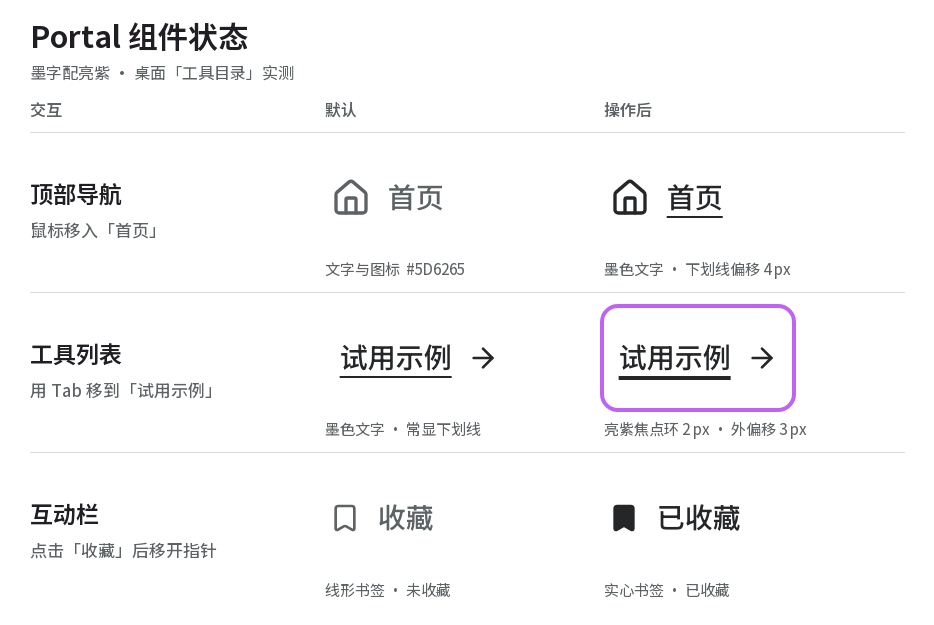 Portal 组件状态
墨字配亮紫 • 桌面「工具目录」实测
交互 默认 操作后
顶部导航 首页 首页
鼠标移入「首页」
文字与图标 #5D6265 墨色文字 • 下划线偏移 4px
工具列表 试用示例 → 试用示例 →
用 Tab 移到「试用示例」
墨色文字 • 常显下划线 亮紫焦点环 2px • 外偏移 3px
互动栏 收藏 已收藏
点击「收藏」后移开指针
线形书签 • 未收藏 实心书签 • 已收藏